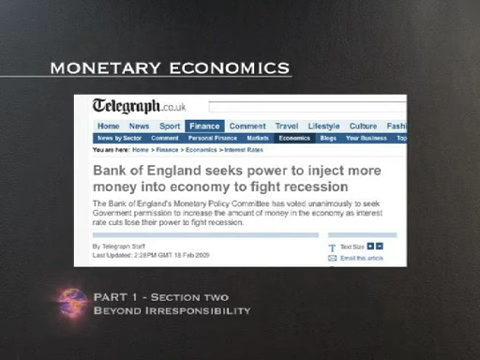 MONETARY ECONOMICS
Telegraph.co.uk
Home News Sport Finance Comment Travel Lifestyle Culture Fashi
News by Sector Comment Personal Finance Markets Economics Blogs Your Business Top
You are here: Home > Finance > Economics > Interest Rates
Bank of England seeks power to inject more
money into economy to fight recession
The Bank of England's Monetary Policy Committee has voted unanimously to seek
Goverment permission to increase the amount of money in the economy as interest
rate cuts lose their power to fight recession.
By Telegraph Staff
Last Updated: 2:28PM GMT 18 Feb 2009
Text Size
Email this article
PART 1 - SECTION TWO
BEYOND IRRESPONSIBILITY